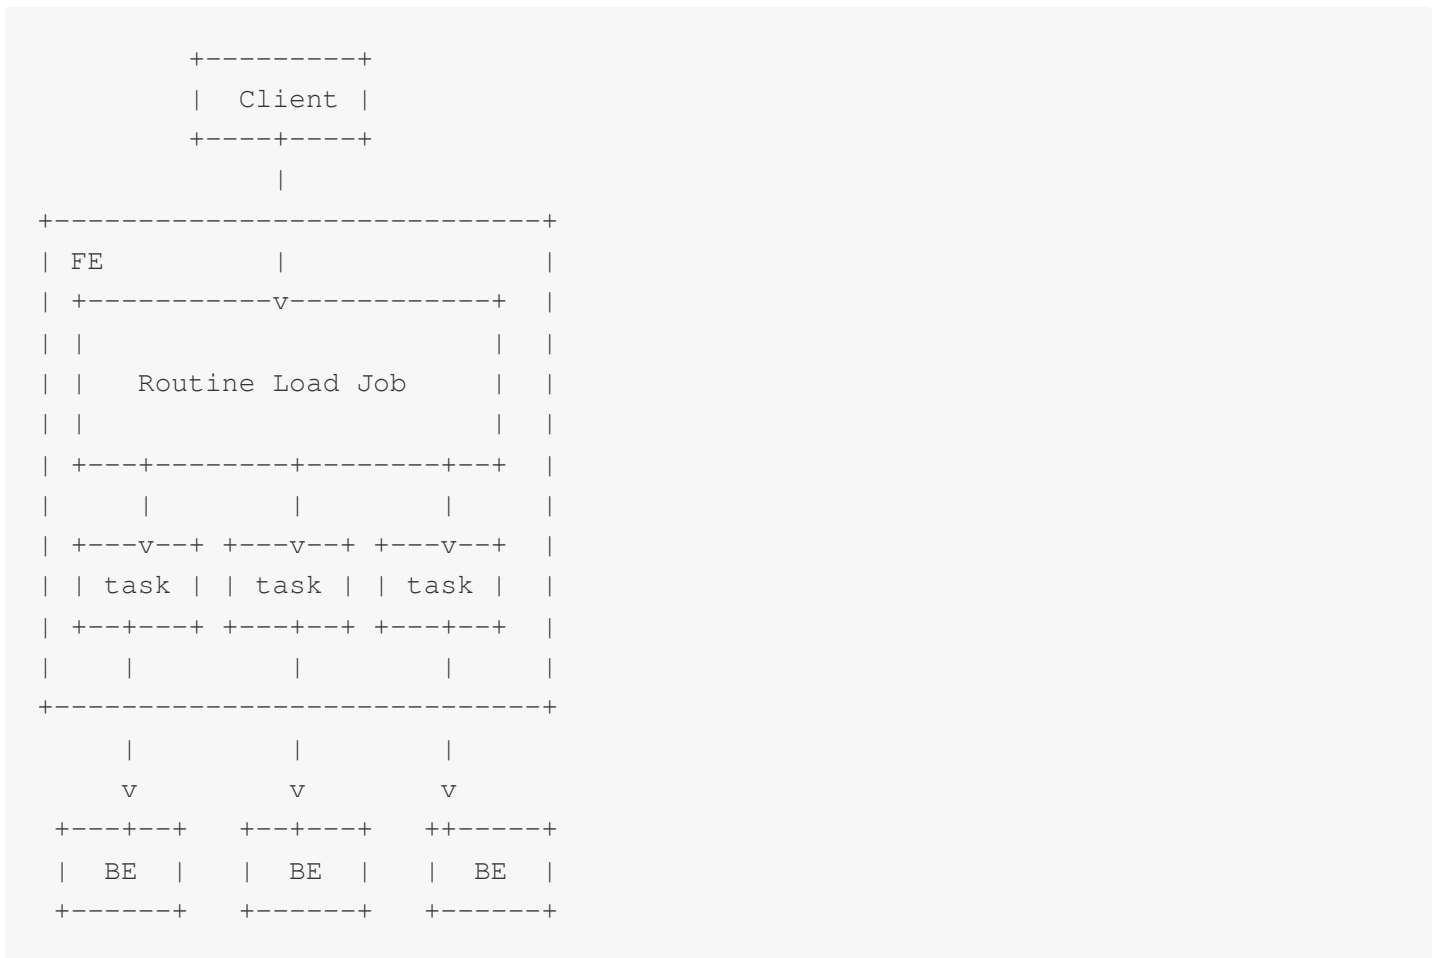 +---------+
         |  Client |
         +----+----+
              |
+-----------------------------+
| FE          |               |
| +-----------v------------+  |
| |                        |  |
| |   Routine Load Job     |  |
| |                        |  |
| +---+--------+--------+--+  |
|     |        |        |     |
| +---v--+ +---v--+ +---v--+  |
| | task | | task | | task |  |
| +--+---+ +---+--+ +---+--+  |
|    |         |        |     |
+-----------------------------+
     |         |        |
     v         v        v
 +---+--+   +--+---+   ++-----+
 |  BE  |   |  BE  |   |  BE  |
 +------+   +------+   +------+